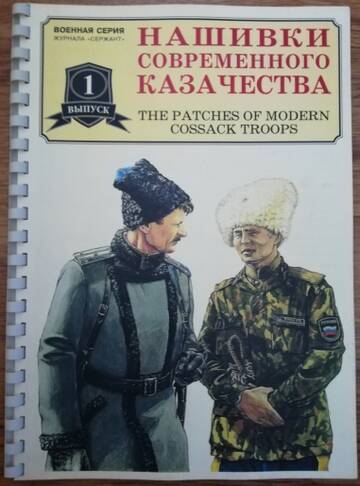 ВОЕННАЯ СЕРИЯ
ЖУРНАЛА «СЕРЖАНТ»
1
ВЫПУСК
НАШИВКИ
СОВРЕМЕННОГО
КАЗАЧЕСТВА
THE PATCHES OF MODERN
COSSACK TROOPS